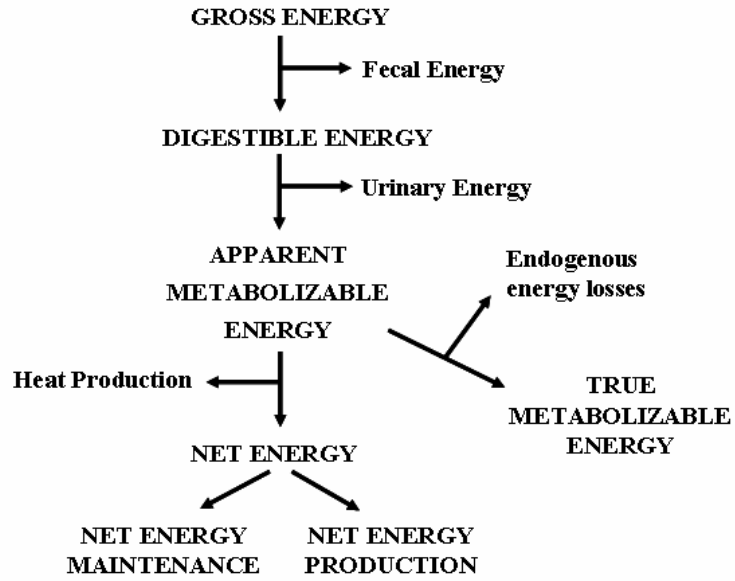 GROSS ENERGY
Fecal Energy
DIGESTIBLE ENERGY
Urinary Energy
APPARENT
METABOLIZABLE
ENERGY
Endogenous
energy losses
Heat Production
TRUE
METABOLIZABLE
ENERGY
NET ENERGY
NET ENERGY
MAINTENANCE
NET ENERGY
PRODUCTION